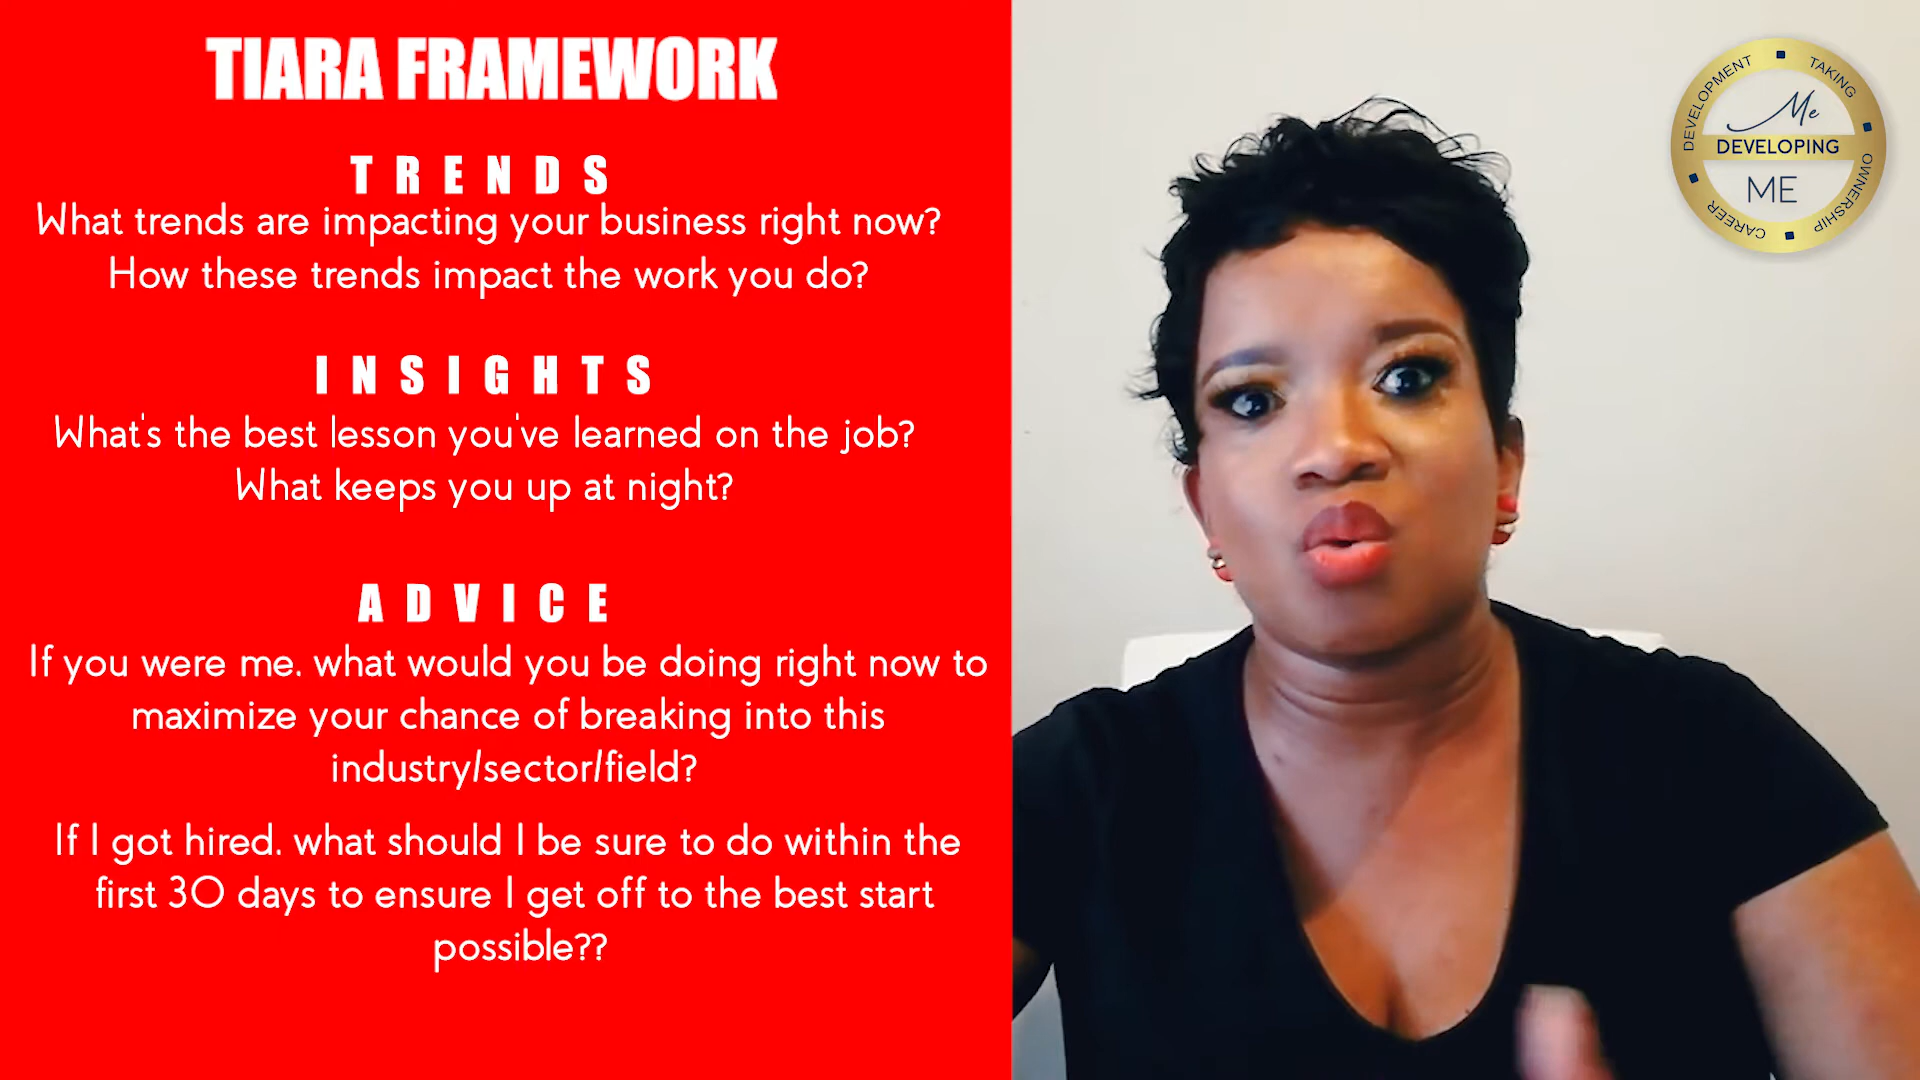 TIARA FRAMEWORK
TRENDS
What trends are impacting your business right now?
How these trends impact the work you do?
INSIGHTS
What's the best lesson you've learned on the job?
What keeps you up at night?
ADVICE
If you were me. what would you be doing right now to
maximize your chance of breaking into this
industry/sector/field?
If I got hired. what should I be sure to do within the
first 30 days to ensure I get off to the best start
possible??
DEVELOPMENT
TAKING
OWNERSHIP
CAREER
Me
DEVELOPING
ME